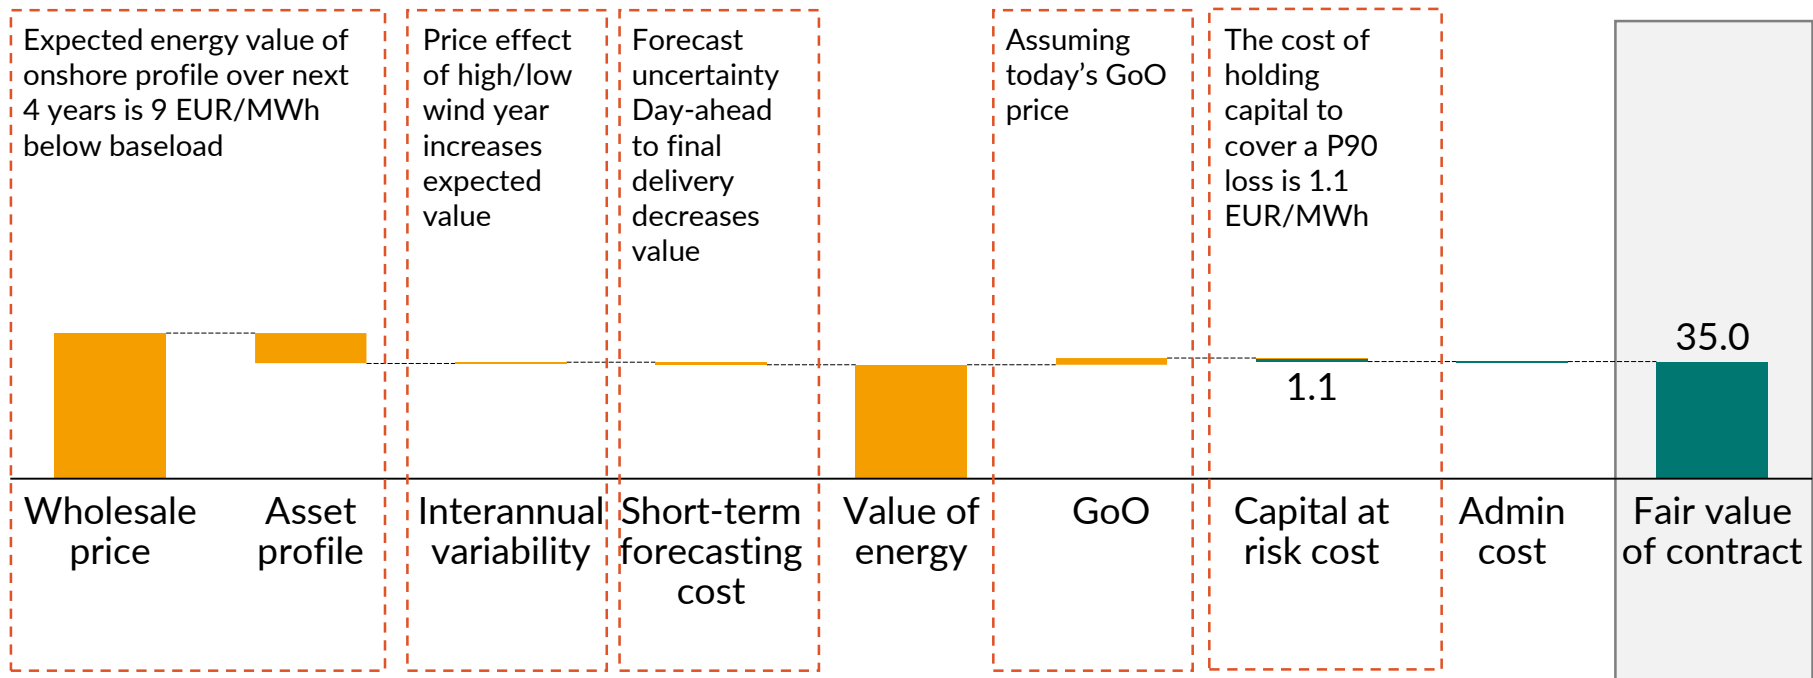 Expected energy value of
onshore profile over next
4 years is 9 EUR/MWh
below baseload
Price effect
of high/low
wind year
increases
expected
value
Forecast
uncertainty
Day-ahead
to final
delivery
decreases
value
Assuming
today’s GoO
price
The cost of
holding
capital to
cover a P90
loss is 1.1
EUR/MWh
1.1
35.0
Wholesale
price
Asset
profile
Interannual
variability
Short-term
forecasting
cost
Value of
energy
GoO
Capital at
risk cost
Admin
cost
Fair value
of contract